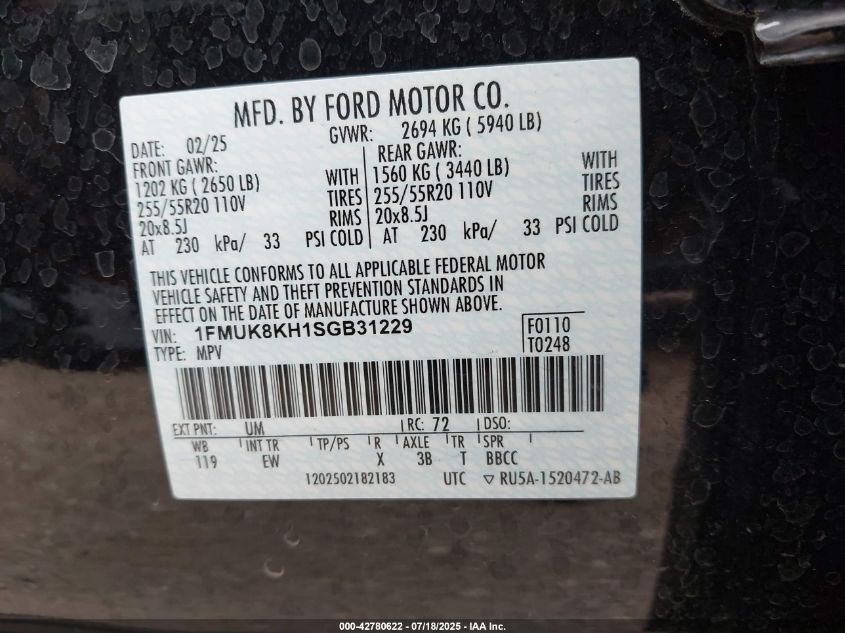 MFD. BY FORD MOTOR CO.
DATE: 02/25 GVWR: 2694 KG ( 5940 LB)
FRONT GAWR: REAR GAWR:
1202 KG ( 2650 LB) WITH 1560 KG ( 3440 LB) WITH
255/55R20 110V TIRES 255/55R20 110V TIRES
20x8.5J RIMS 20x8.5J RIMS
AT 230 kPa/ 33 PSI COLD AT 230 kPa/ 33 PSI COLD
THIS VEHICLE CONFORMS TO ALL APPLICABLE FEDERAL MOTOR
VEHICLE SAFETY AND THEFT PREVENTION STANDARDS IN
EFFECT ON THE DATE OF MANUFACTURE SHOWN ABOVE.
VIN: 1FMUK8KH1SGB31229 F0110
TYPE: MPV T0248
EXT PNT: UM RC: 72 DSO:
WB INT TR TP/PS R AXLE TR SPR
119 EW X 3B T BBCC
1202502182183 UTC ▽ RU5A-1520472-AB
000-42780622 - 07/18/2025 - IAA Inc.